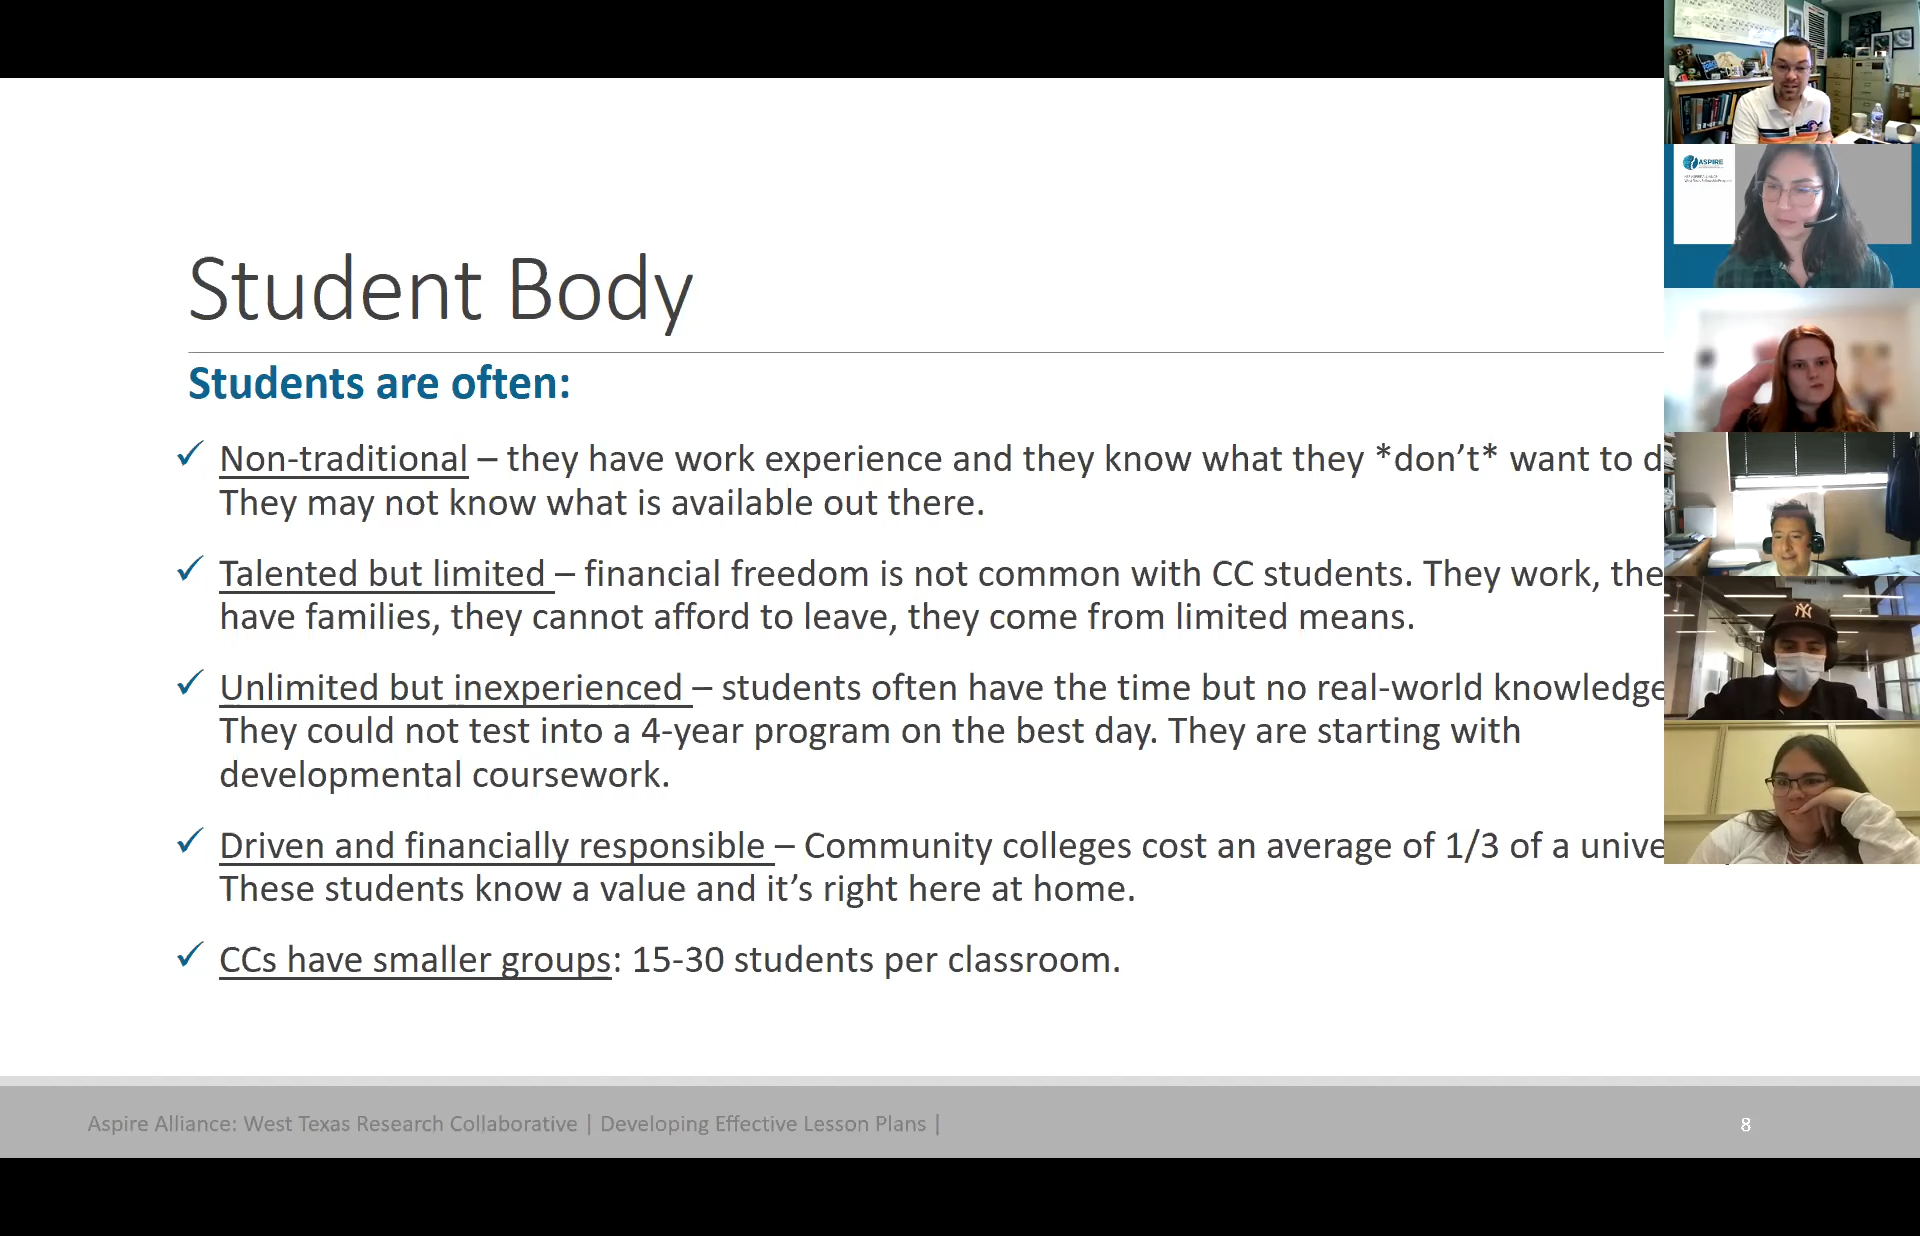 Student Body
Students are often:
✓ Non-traditional – they have work experience and they know what they *don't* want to d
They may not know what is available out there.
✓ Talented but limited – financial freedom is not common with CC students. They work, the
have families, they cannot afford to leave, they come from limited means.
✓ Unlimited but inexperienced – students often have the time but no real-world knowledge
They could not test into a 4-year program on the best day. They are starting with
developmental coursework.
✓ Driven and financially responsible – Community colleges cost an average of 1/3 of a unive
These students know a value and it's right here at home.
✓ CCs have smaller groups: 15-30 students per classroom.
Aspire Alliance: West Texas Research Collaborative | Developing Effective Lesson Plans |
8
ASPIRE